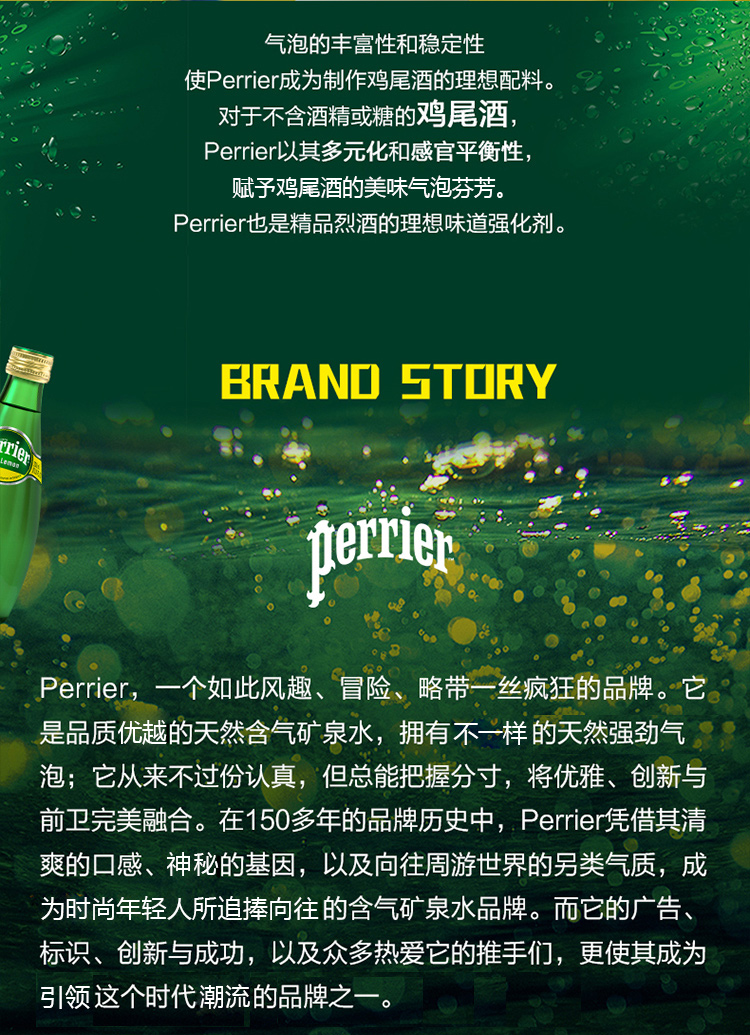 气泡的丰富性和稳定性
使Perrier成为制作鸡尾酒的理想配料。
对于不含酒精或糖的鸡尾酒，
Perrier以其多元化和感官平衡性，
赋予鸡尾酒的美味气泡芬芳。
Perrier也是精品烈酒的理想味道强化剂。
BRAND STORY
rrier
Lemon
perrier
Perrier，一个如此风趣、冒险、略带一丝疯狂的品牌。它
是品质优越的天然含气矿泉水，拥有不一样的天然强劲气
泡；它从来不过份认真，但总能把握分寸，将优雅、创新与
前卫完美融合。在150多年的品牌历史中，Perrier凭借其清
爽的口感、神秘的基因，以及向往周游世界的另类气质，成
为时尚年轻人所追捧向往的含气矿泉水品牌。而它的广告、
标识、创新与成功，以及众多热爱它的推手们，更使其成为
引领这个时代潮流的品牌之一。